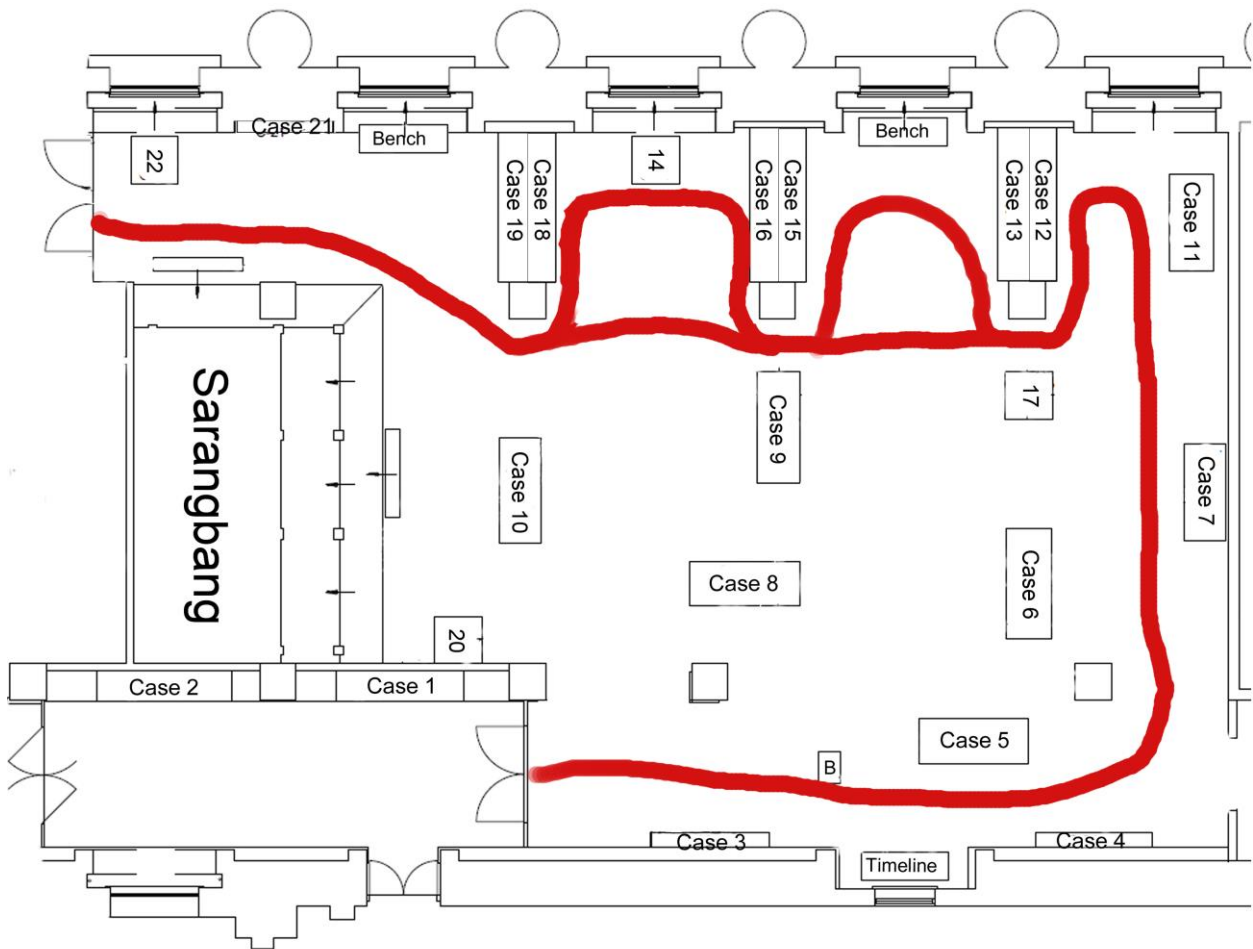 Case 21
Bench
Bench
22
14
Case 19
Case 18
Case 16
Case 15
Case 13
Case 12
Case 11
Sarangbang
Case 10
Case 9
17
Case 7
Case 8
Case 6
20
Case 2
Case 1
Case 5
B
Case 3
Case 4
Timeline